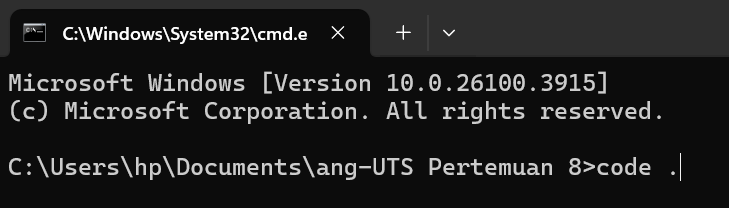 C:\Windows\System32\cmd.e
Microsoft Windows [Version 10.0.26100.3915]
(c) Microsoft Corporation. All rights reserved.
C:\Users\hp\Documents\ang-UTS Pertemuan 8>code .